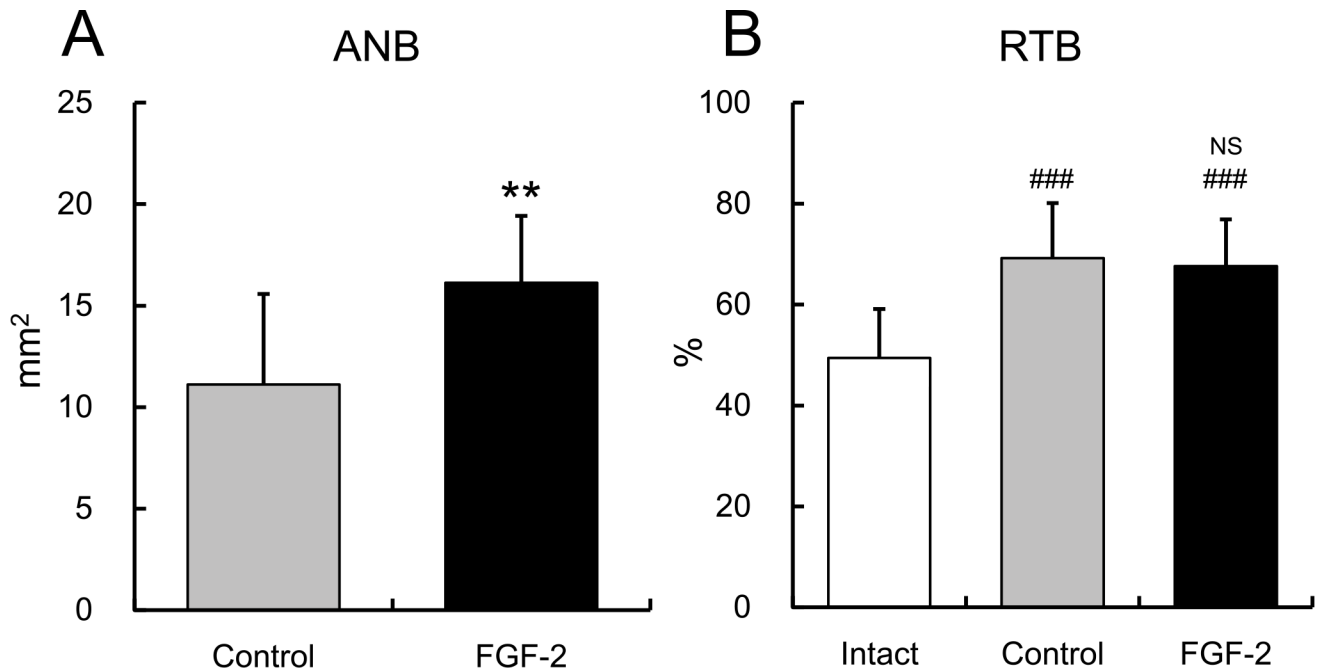 A
ANB
25
20
15
10
5
0
mm2
**
Control
FGF-2
B
RTB
100
80
60
40
20
0
%
###
NS
###
Intact
Control
FGF-2